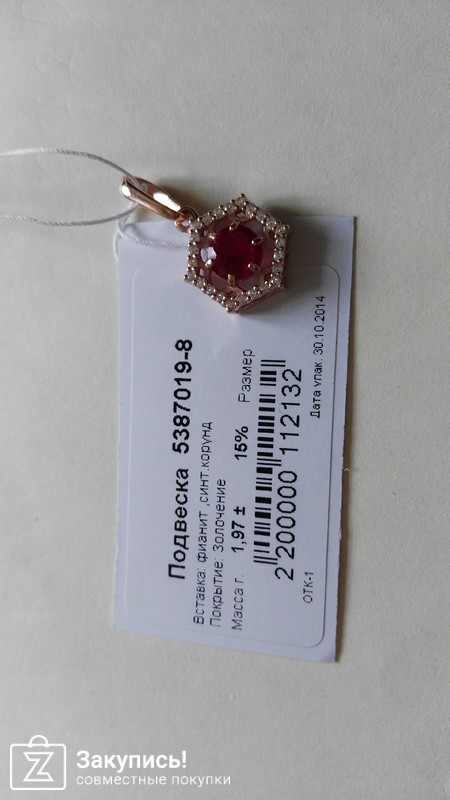 Подвеска 5387019-8
Вставка: фианит ,синт.корунд
Покрытие: Золочение
Масса г. 1,97 ± 15% Размер
2 200000 112132
ОТК-1 Дата упак. 30.10.2014
Закупись!
совместные покупки